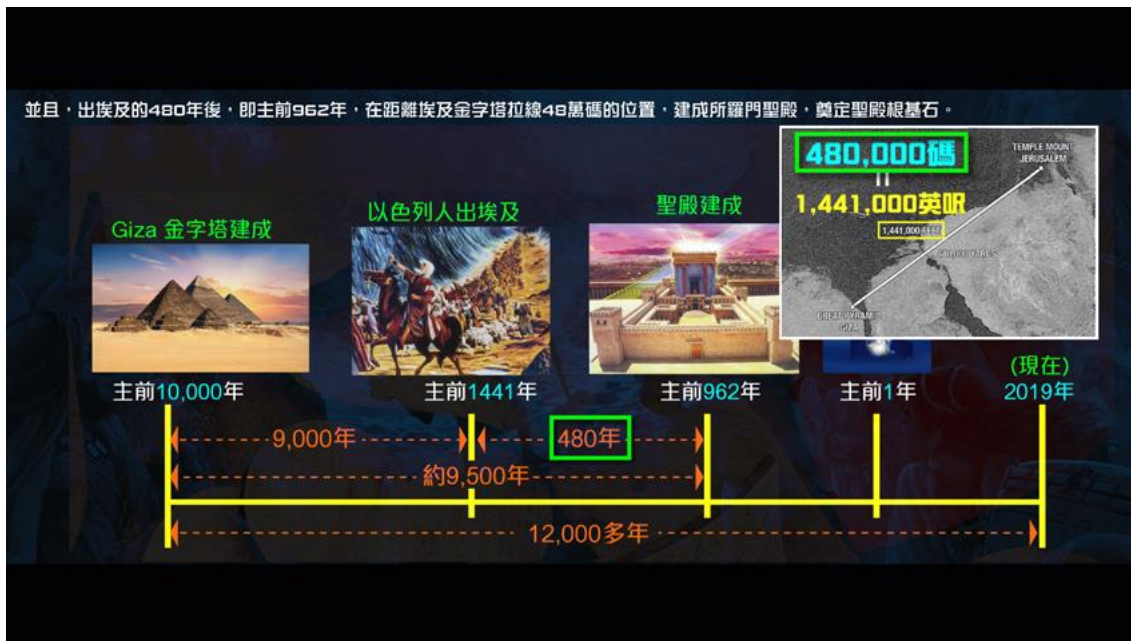 並且，出埃及的480年後，即主前962年，在距離埃及金字塔拉線48萬碼的位置，建成所羅門聖殿，奠定聖殿根基石。
480,000碼
=
1,441,000英呎
1,441,000 FEET
TEMPLE MOUNT
JERUSALEM
480,000 YARDS
GREAT PYRAMID
GIZA
Giza 金字塔建成
以色列人出埃及
聖殿建成
(現在)
主前10,000年
主前1441年
主前962年
主前1年
2019年
9,000年
480年
約9,500年
12,000多年